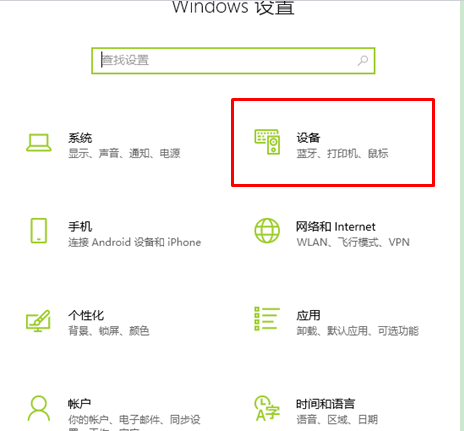 Windows 设置
查找设置
系统
显示、声音、通知、电源
设备
蓝牙、打印机、鼠标
手机
连接 Android 设备和 iPhone
网络和 Internet
WLAN、飞行模式、VPN
个性化
背景、锁屏、颜色
应用
卸载、默认应用、可选功能
帐户
你的帐户、电子邮件、同步设
时间和语言
语音、区域、日期